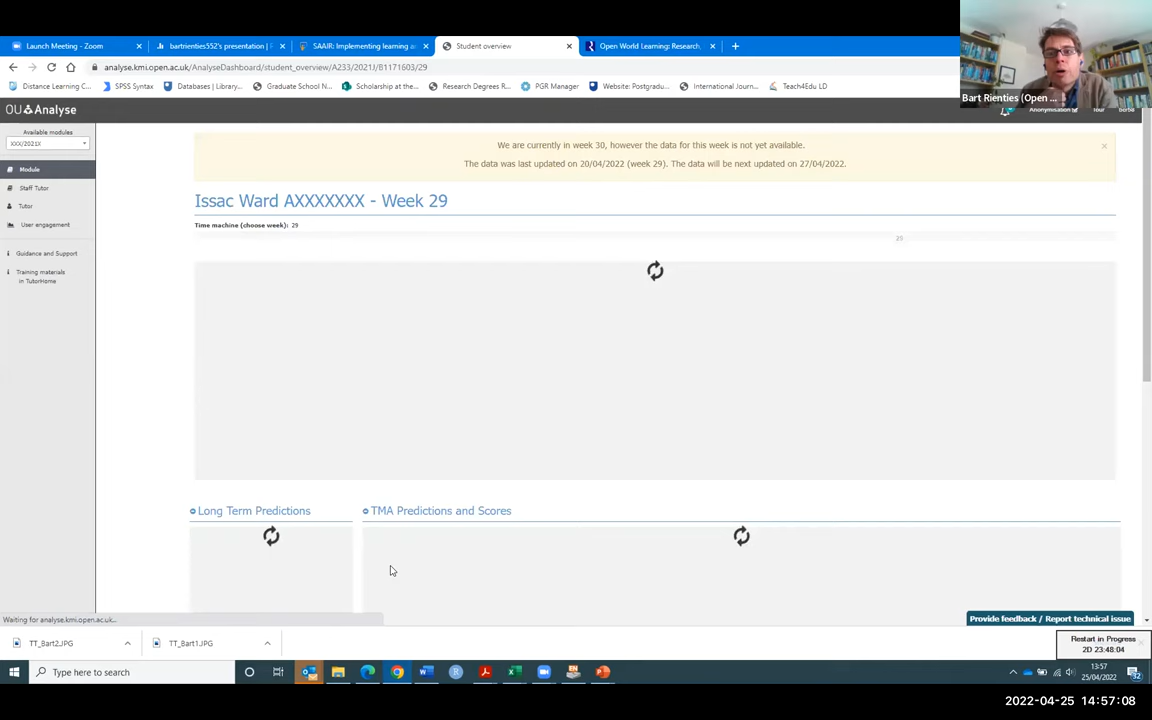 Launch Meeting - Zoom
bartrienties552's presentation |
SAAIR: Implementing learning a
Student overview
Open World Learning: Research,
analyse.kmi.open.ac.uk/AnalyseDashboard/student_overview/A233/2021J/81171603/29
Distance Learning C...
SPSS Syntax
Databases | Library...
Graduate School N...
Scholarship at the...
Research Degrees R...
PGR Manager
Website: Postgradu...
International Journ...
Teach4Edu LD
Bart Rienties (Open ...
OU Analyse
Anonymisation
Tour
Available modules
XXX/2021X
Module
Staff Tutor
Tutor
User engagement
Guidance and Support
Training materials
in TutorHome
We are currently in week 30, however the data for this week is not yet available.
The data was last updated on 20/04/2022 (week 29). The data will be next updated on 27/04/2022.
Issac Ward AXXXXXXX - Week 29
Time machine (choose week): 29
29
Long Term Predictions
TMA Predictions and Scores
Waiting for analyse.kmi.open.ac.uk...
Provide feedback / Report technical issue
TT_Bart2.JPG
TT_Bart1.JPG
Restart in Progress
2D 23:48:04
Type here to search
13:57
25/04/2022
32
2022-04-25 14:57:08